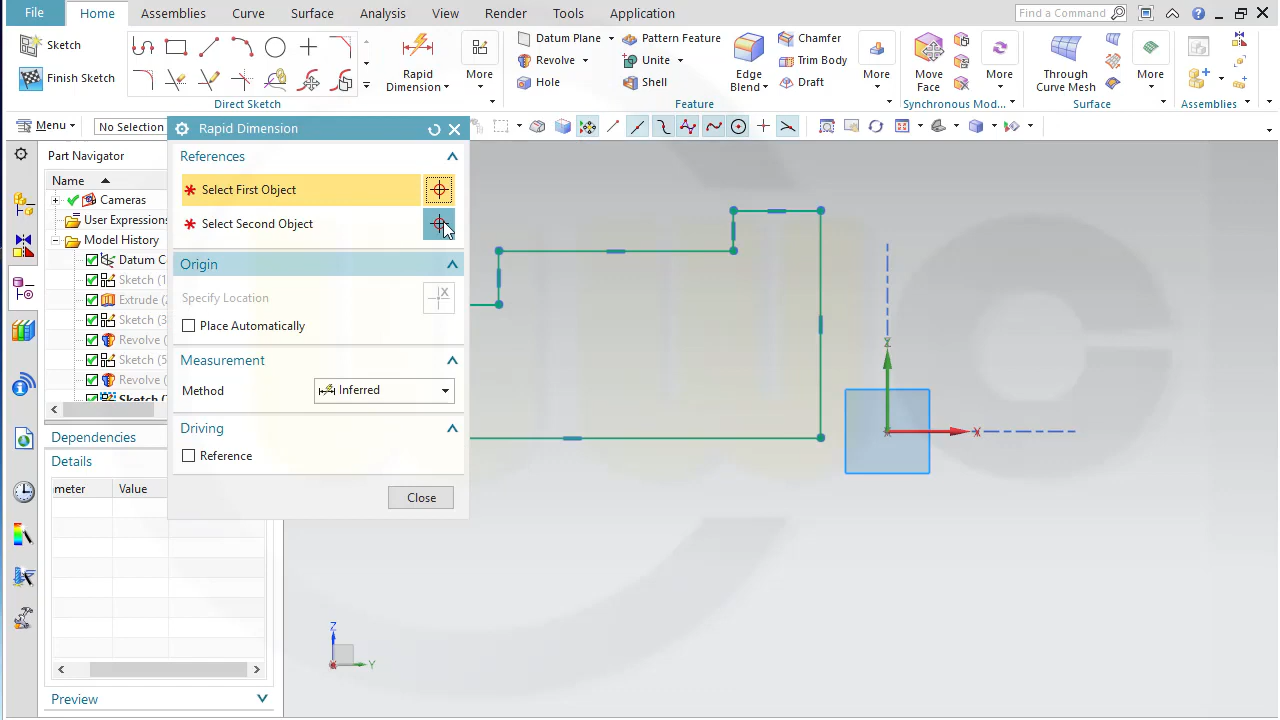 File Home Assemblies Curve Surface Analysis View Render Tools Application Find a Command
Sketch Datum Plane Pattern Feature Chamfer
Revolve Unite Trim Body
Finish Sketch Rapid Dimension More Hole Shell Edge Blend Draft More Move Face More Through Curve Mesh More
Direct Sketch Feature Synchronous Mod... Surface Assemblies
Menu No Selection
Rapid Dimension
Part Navigator
References
Name
Select First Object
Cameras
User Expressions
Select Second Object
Model History
Datum C
Origin
Sketch (1
Specify Location
Extrude (2
Sketch (3
Place Automatically
Revolve (
Sketch (5
Measurement
Revolve (
Method Inferred
Sketch (
Dependencies
Driving
Details
Reference
meter Value
Close
Preview
X
Z
X
Z
Y